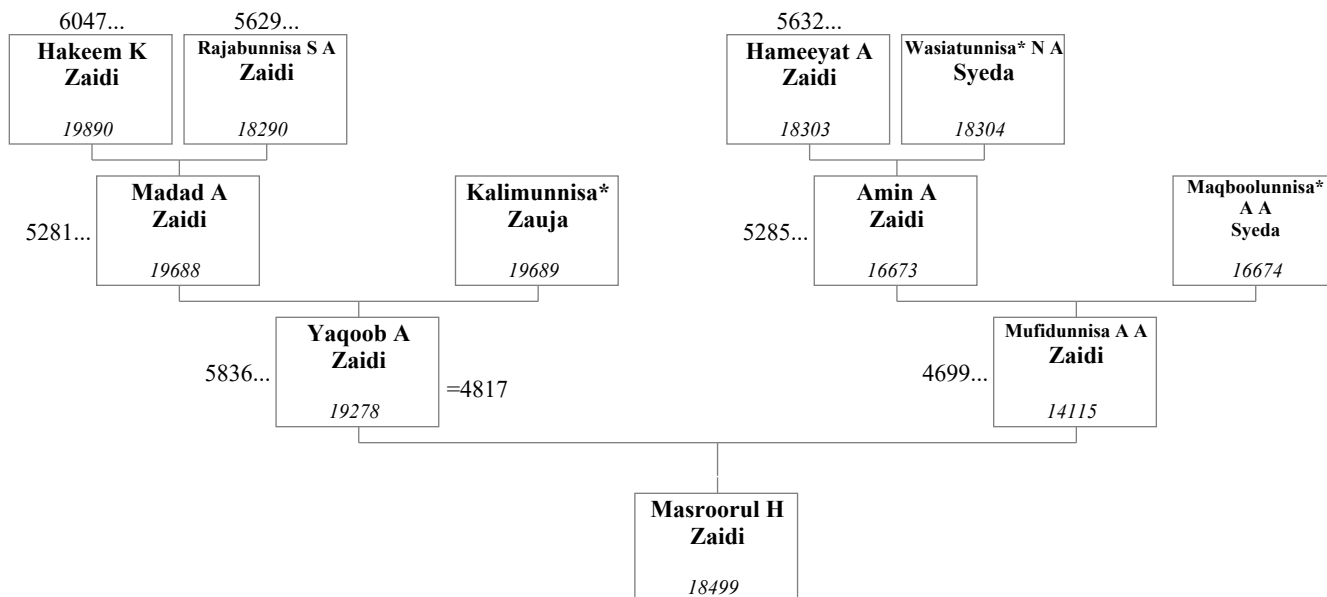 6047...
5629...
5632...
Hakeem K
Zaidi
19890
Rajabunnisa S A
Zaidi
18290
Hameeyat A
Zaidi
18303
Wasiatunnisa* N A
Syeda
18304
5281...
Madad A
Zaidi
19688
Kalimunnisa*
Zauja
19689
5285...
Amin A
Zaidi
16673
Maqboolunnisa*
A A
Syeda
16674
5836...
Yaqoob A
Zaidi
19278
=4817
4699...
Mufidunnisa A A
Zaidi
14115
Masroorul H
Zaidi
18499